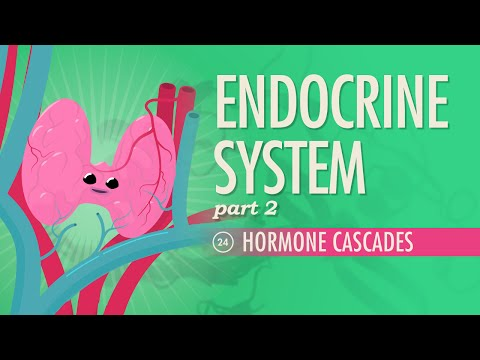 ENDOCRINE
SYSTEM
part 2
24 HORMONE CASCADES